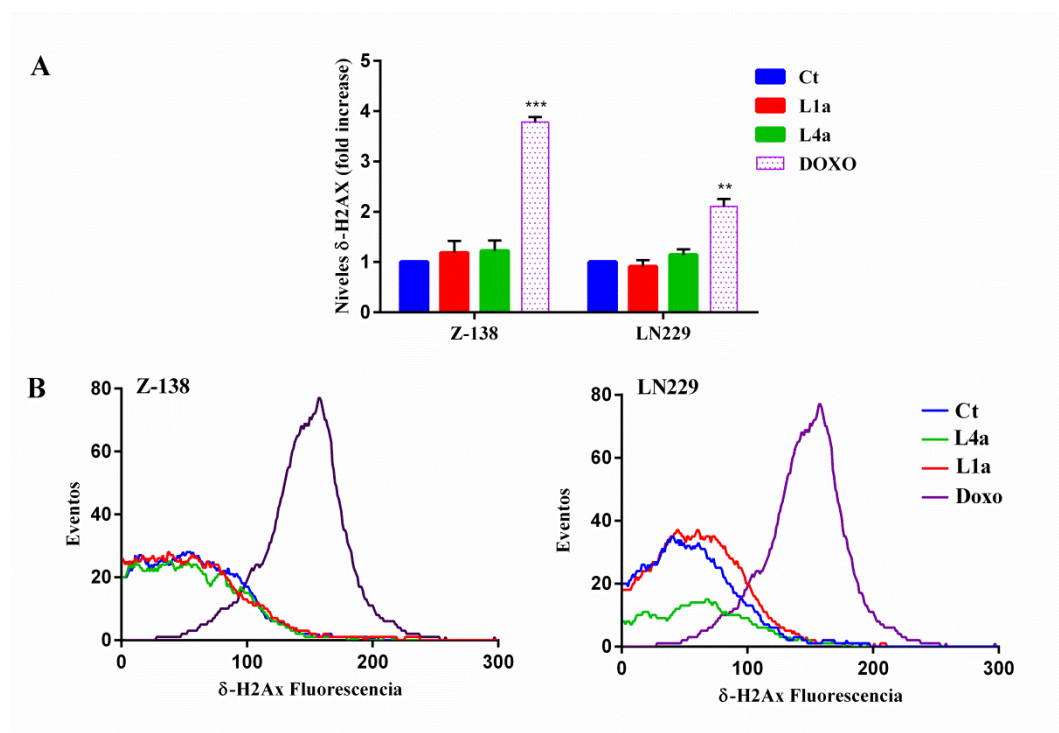 A
Niveles δ-H2AX (fold increase)
5
4
3
2
1
0
***
**
Z-138
LN229
Ct
L1a
L4a
DOXO
B
Z-138
Eventos
80
60
40
20
0
0 100 200 300
δ-H2Ax Fluorescencia
LN229
Eventos
80
60
40
20
0
0 100 200 300
δ-H2Ax Fluorescencia
Ct
L4a
L1a
Doxo